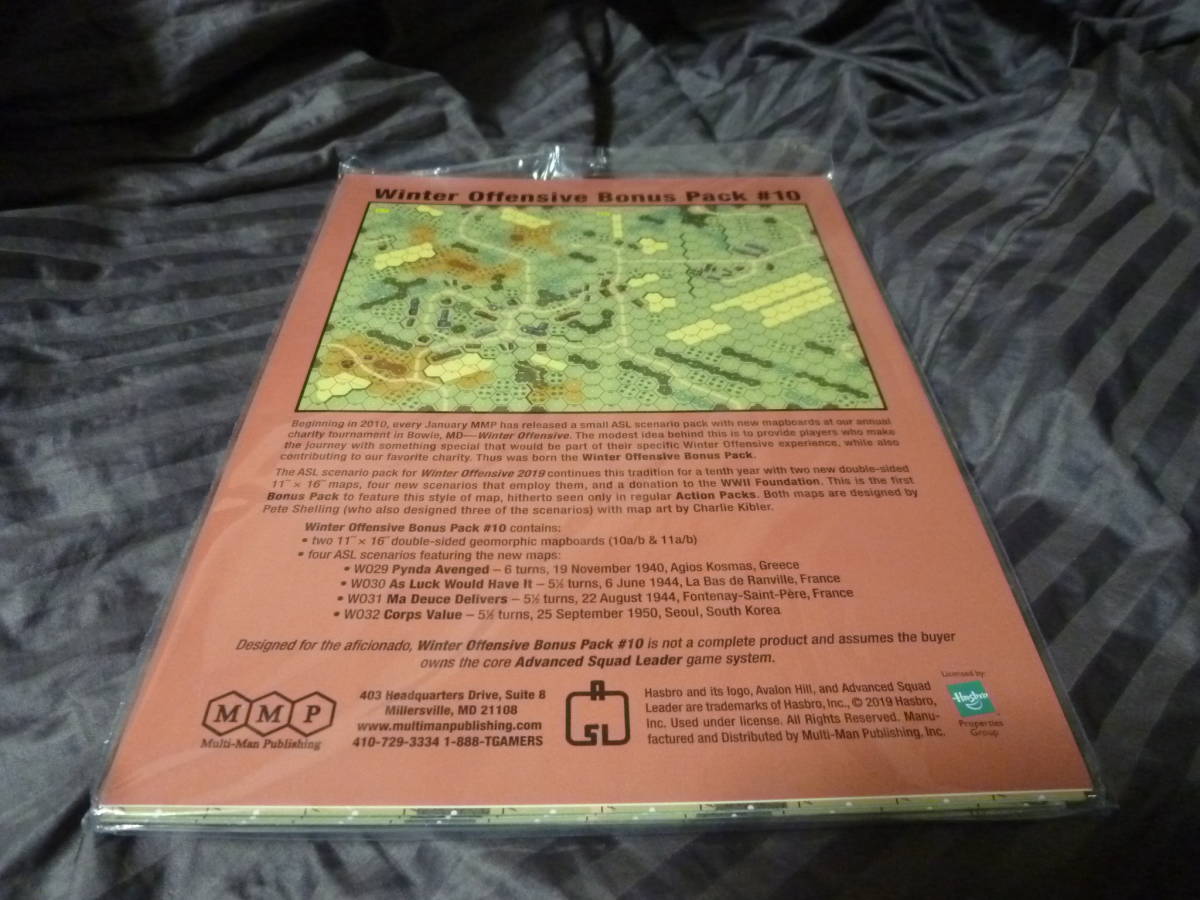 Winter Offensive Bonus Pack #10
Beginning in 2010, every January MMP has released a small ASL scenario pack with new mapboards at our annual
charity tournament in Bowie, MD—Winter Offensive. The modest idea behind this is to provide players who make
the journey with something special that would be part of their specific Winter Offensive experience, while also
contributing to our favorite charity. Thus was born the Winter Offensive Bonus Pack.
The ASL scenario pack for Winter Offensive 2019 continues this tradition for a tenth year with two new double-sided
11˝ × 16˝ maps, four new scenarios that employ them, and a donation to the WWII Foundation. This is the first
Bonus Pack to feature this style of map, hitherto seen only in regular Action Packs. Both maps are designed by
Pete Shelling (who also designed three of the scenarios) with map art by Charlie Kibler.
Winter Offensive Bonus Pack #10 contains:
• two 11˝ × 16˝ double-sided geomorphic mapboards (10a/b & 11a/b)
• four ASL scenarios featuring the new maps:
• WO29 Pynda Avenged – 6 turns, 19 November 1940, Agios Kosmas, Greece
• WO30 As Luck Would Have It – 5½ turns, 6 June 1944, La Bas de Ranville, France
• WO31 Ma Deuce Delivers – 5½ turns, 22 August 1944, Fontenay-Saint-Père, France
• WO32 Corps Value – 5½ turns, 25 September 1950, Seoul, South Korea
Designed for the aficionado, Winter Offensive Bonus Pack #10 is not a complete product and assumes the buyer
owns the core Advanced Squad Leader game system.
MMP
Multi-Man Publishing
403 Headquarters Drive, Suite 8
Millersville, MD 21108
www.multimanpublishing.com
410-729-3334 1-888-TGAMERS
A
SL
Hasbro and its logo, Avalon Hill, and Advanced Squad
Leader are trademarks of Hasbro, Inc., © 2019 Hasbro,
Inc. Used under license. All Rights Reserved. Manu-
factured and Distributed by Multi-Man Publishing, Inc.
Licensed by:
Hasbro
Properties
Group